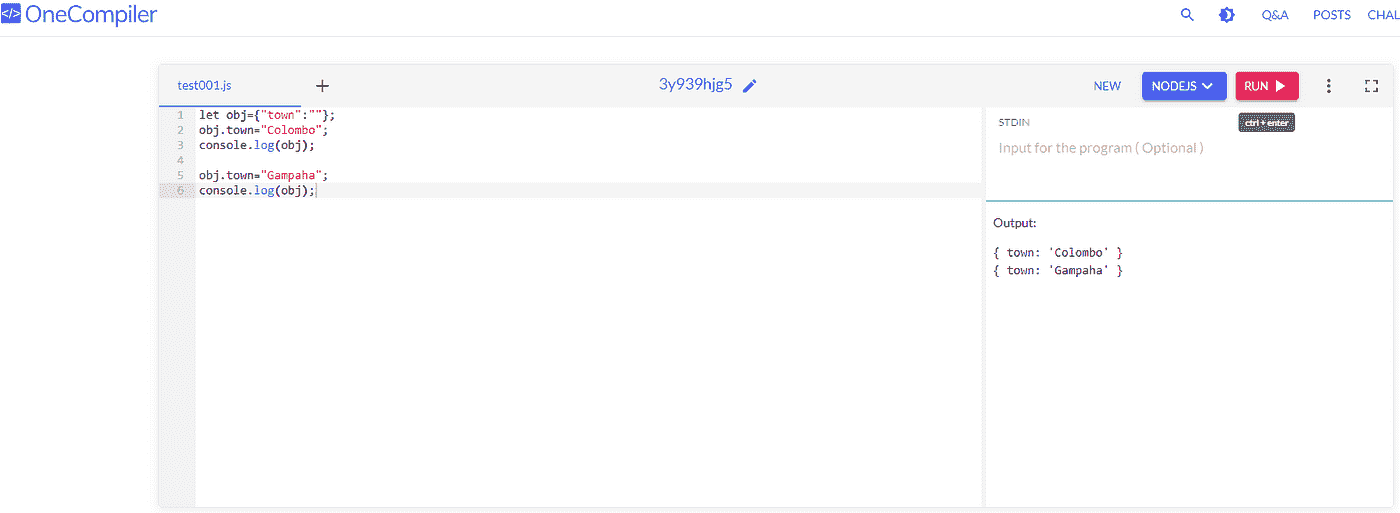 </> OneCompiler
Q&A POSTS CHAL
test001.js + 3y939hjg5 NEW NODEJS RUN
ctrl+enter
1 let obj={"town":""};
2 obj.town="Colombo";
3 console.log(obj);
4
5 obj.town="Gampaha";
6 console.log(obj);
STDIN
Input for the program ( Optional )
Output:
{ town: 'Colombo' }
{ town: 'Gampaha' }